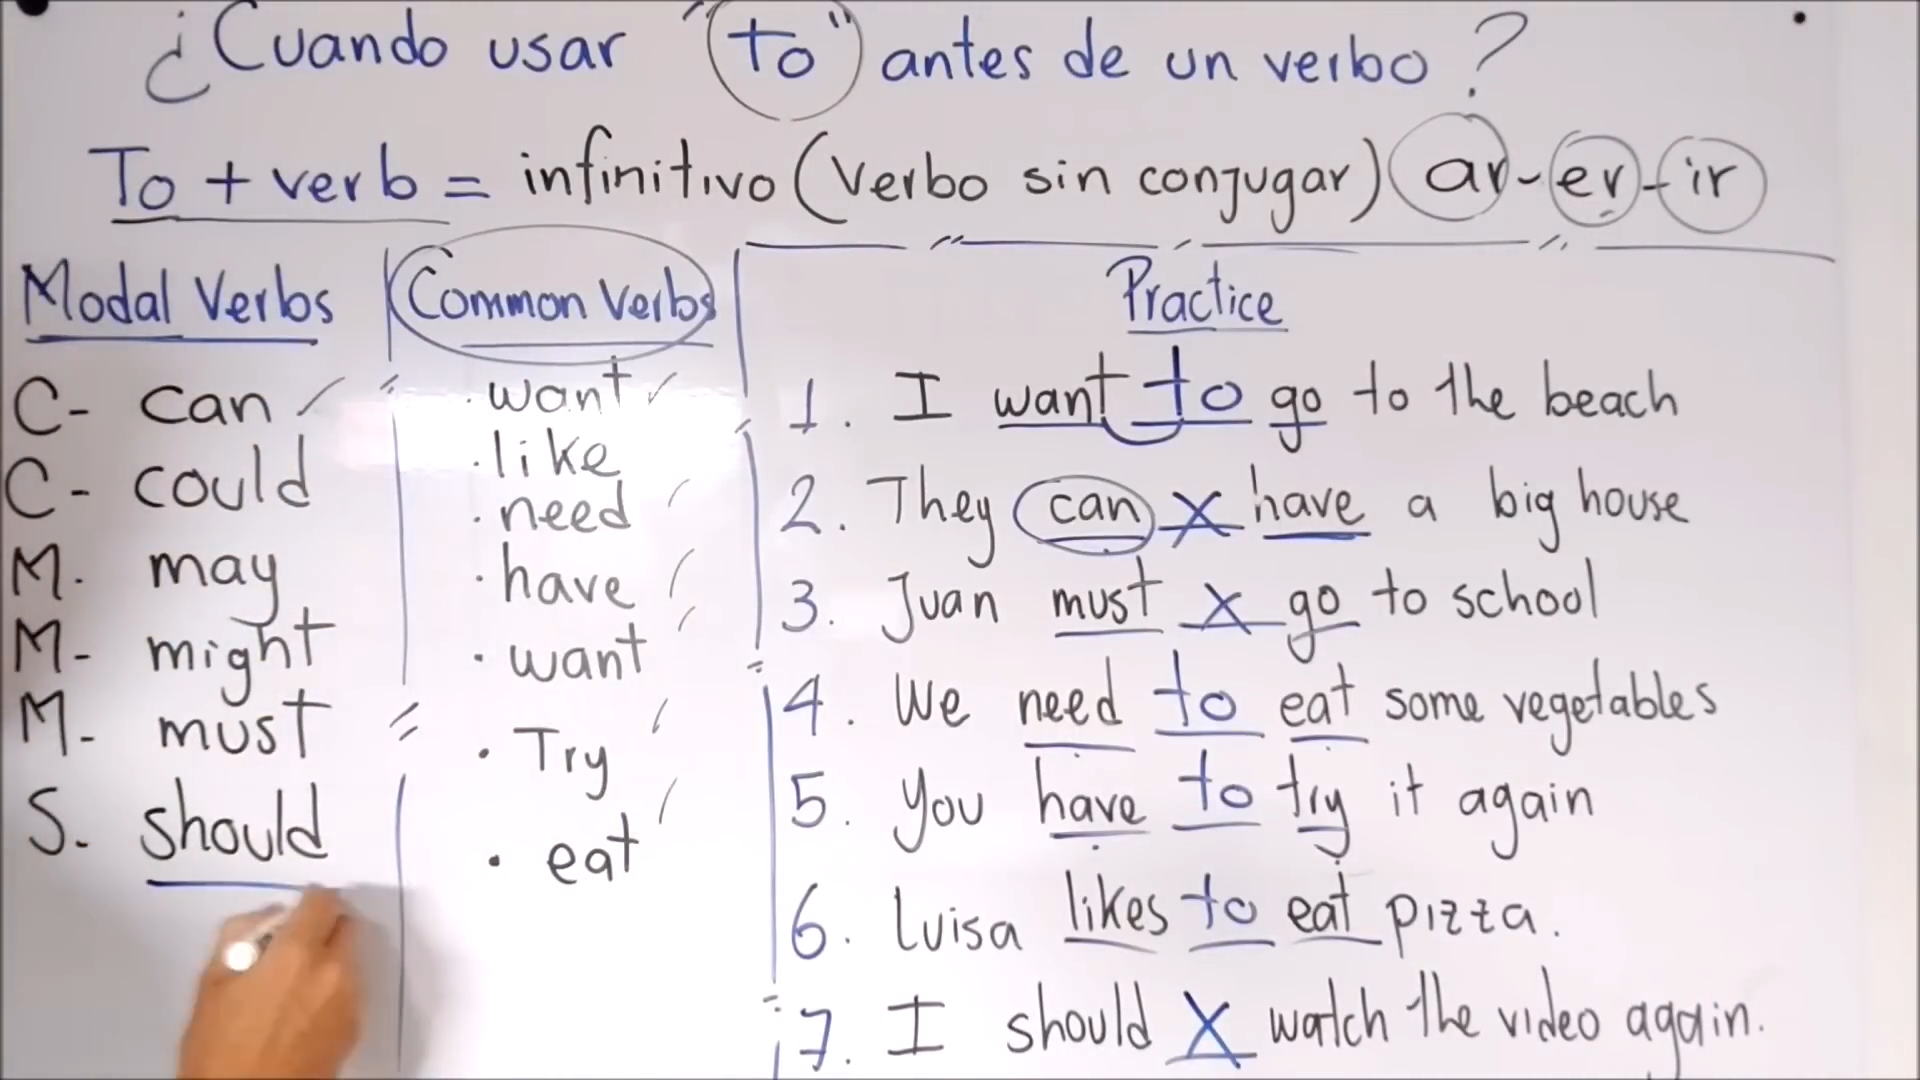 ¿Cuando usar "to" antes de un verbo?
To + verb = infinitivo (Verbo sin conjugar) ar - er - ir
Modal Verbs
C- can
C- could
M. may
M- might
M- must
S. should
Common Verbs
· want
· like
· need
· have
· want
· Try
· eat
Practice
1. I want to go to the beach
2. They can X have a big house
3. Juan must X go to school
4. We need to eat some vegetables
5. You have to try it again
6. Luisa likes to eat pizza.
7. I should X watch the video again.